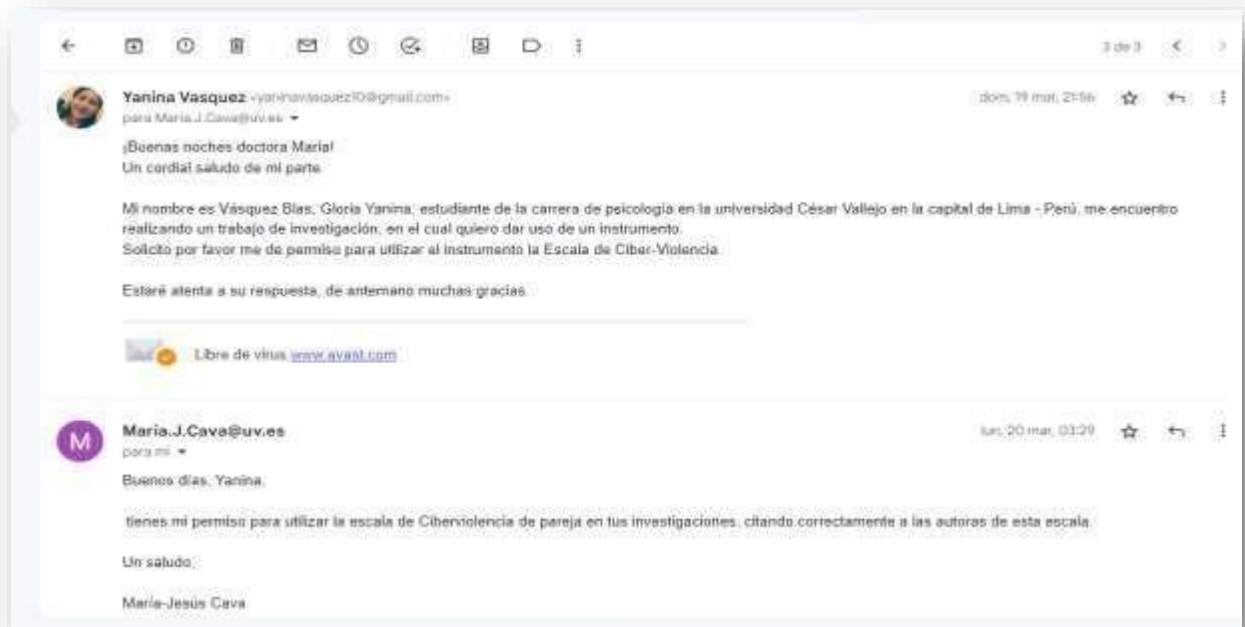 3 de 3
Yanina Vasquez <yaninavasquez10@gmail.com>
dom, 19 mar, 21:56
para Maria.J.Cava@uv.es
¡Buenas noches doctora Maria!
Un cordial saludo de mi parte.
Mi nombre es Vásquez Blas, Gloria Yanina, estudiante de la carrera de psicología en la universidad César Vallejo en la capital de Lima - Perú, me encuentro
realizando un trabajo de investigación, en el cual quiero dar uso de un instrumento.
Solicito por favor me de permiso para utilizar el instrumento la Escala de Ciber-Violencia.
Estaré atenta a su respuesta, de antemano muchas gracias.
Libre de virus. www.avast.com
M
Maria.J.Cava@uv.es
lun, 20 mar, 03:29
para mí
Buenos días, Yanina,
tienes mi permiso para utilizar la escala de Ciberviolencia de pareja en tus investigaciones, citando correctamente a las autoras de esta escala.
Un saludo,
María-Jesús Cava